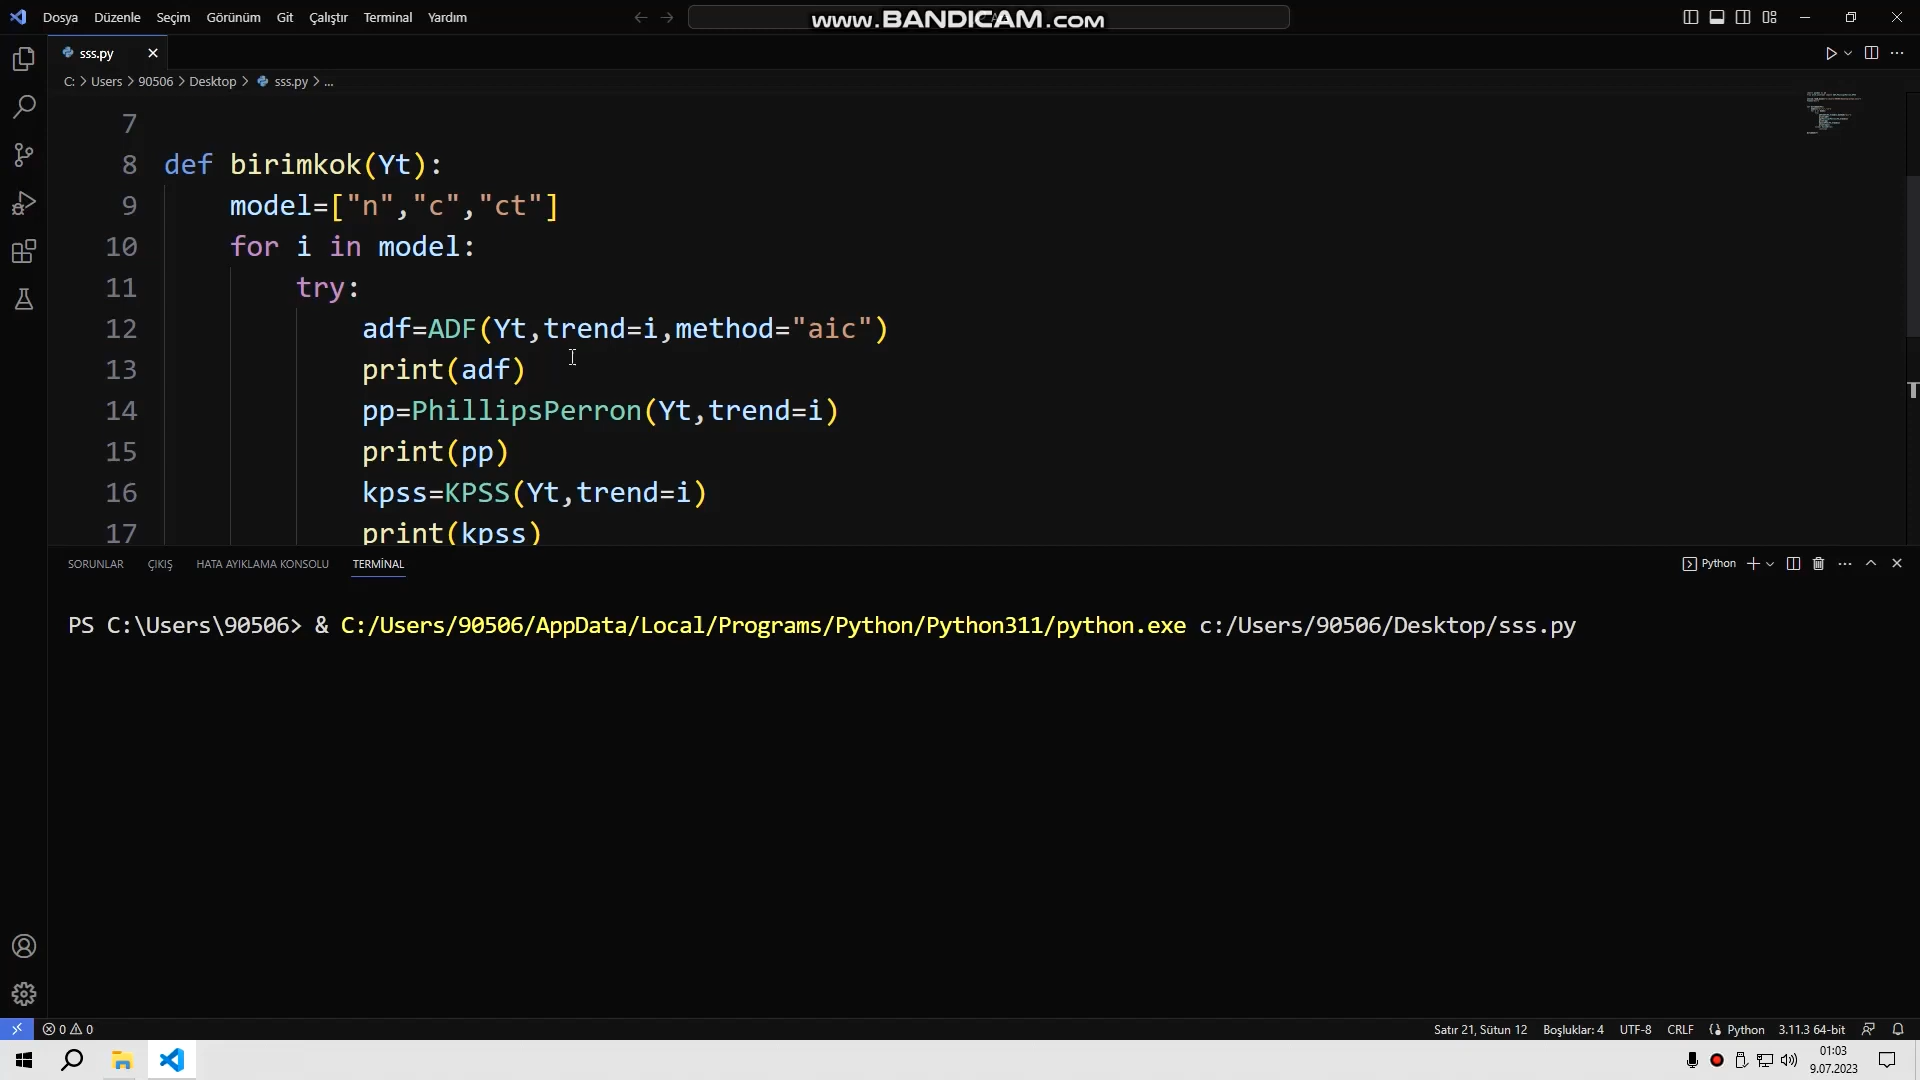 Dosya Düzenle Seçim Görünüm Git Çalıştır Terminal Yardım
www.BANDICAM.com
sss.py
C: > Users > 90506 > Desktop > sss.py > ...
7
8 def birimkok(Yt):
9 model=["n","c","ct"]
10 for i in model:
11 try:
12 adf=ADF(Yt,trend=i,method="aic")
13 print(adf)
14 pp=PhillipsPerron(Yt,trend=i)
15 print(pp)
16 kpss=KPSS(Yt,trend=i)
17 print(kpss)
SORUNLAR ÇIKIŞ HATA AYIKLAMA KONSOLU TERMİNAL
Python
PS C:\Users\90506> & C:/Users/90506/AppData/Local/Programs/Python/Python311/python.exe c:/Users/90506/Desktop/sss.py
0 0
Satır 21, Sütun 12 Boşluklar: 4 UTF-8 CRLF Python 3.11.3 64-bit
01:03
9.07.2023